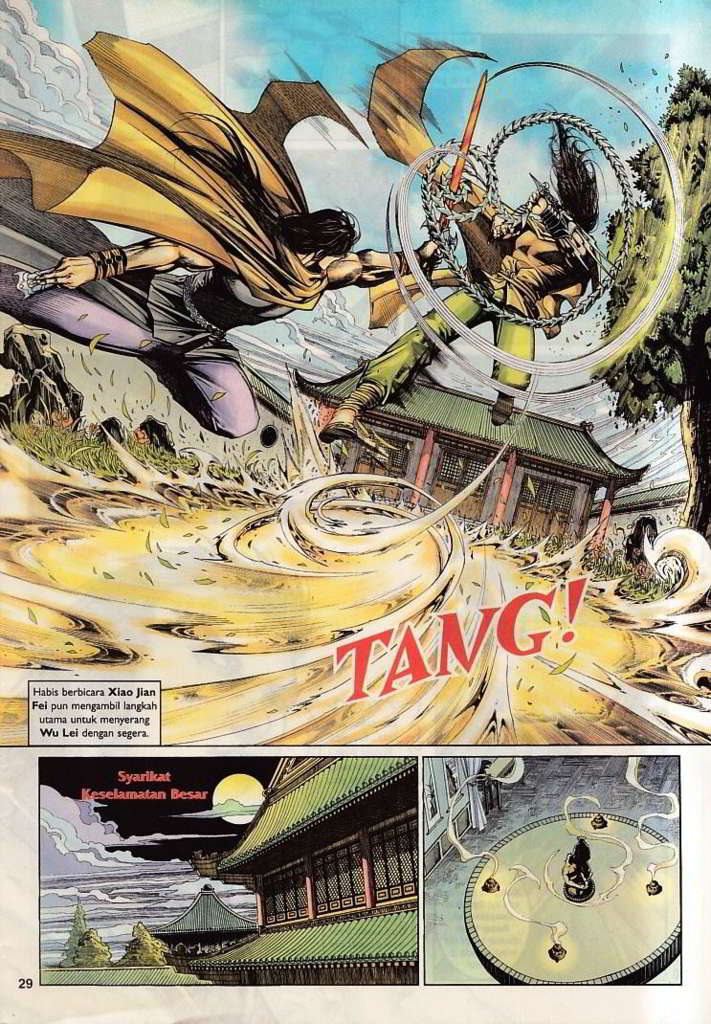 TANG!
Habis berbicara Xiao Jian
Fei pun mengambil langkah
utama untuk menyerang
Wu Lei dengan segera.
Syarikat
Keselamatan Besar
29